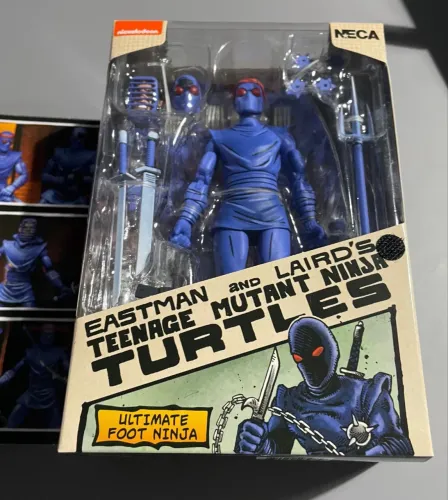 nickelodeon
NECA
EASTMAN AND LAIRD'S
TEENAGE MUTANT NINJA
TURTLES
ULTIMATE
FOOT NINJA